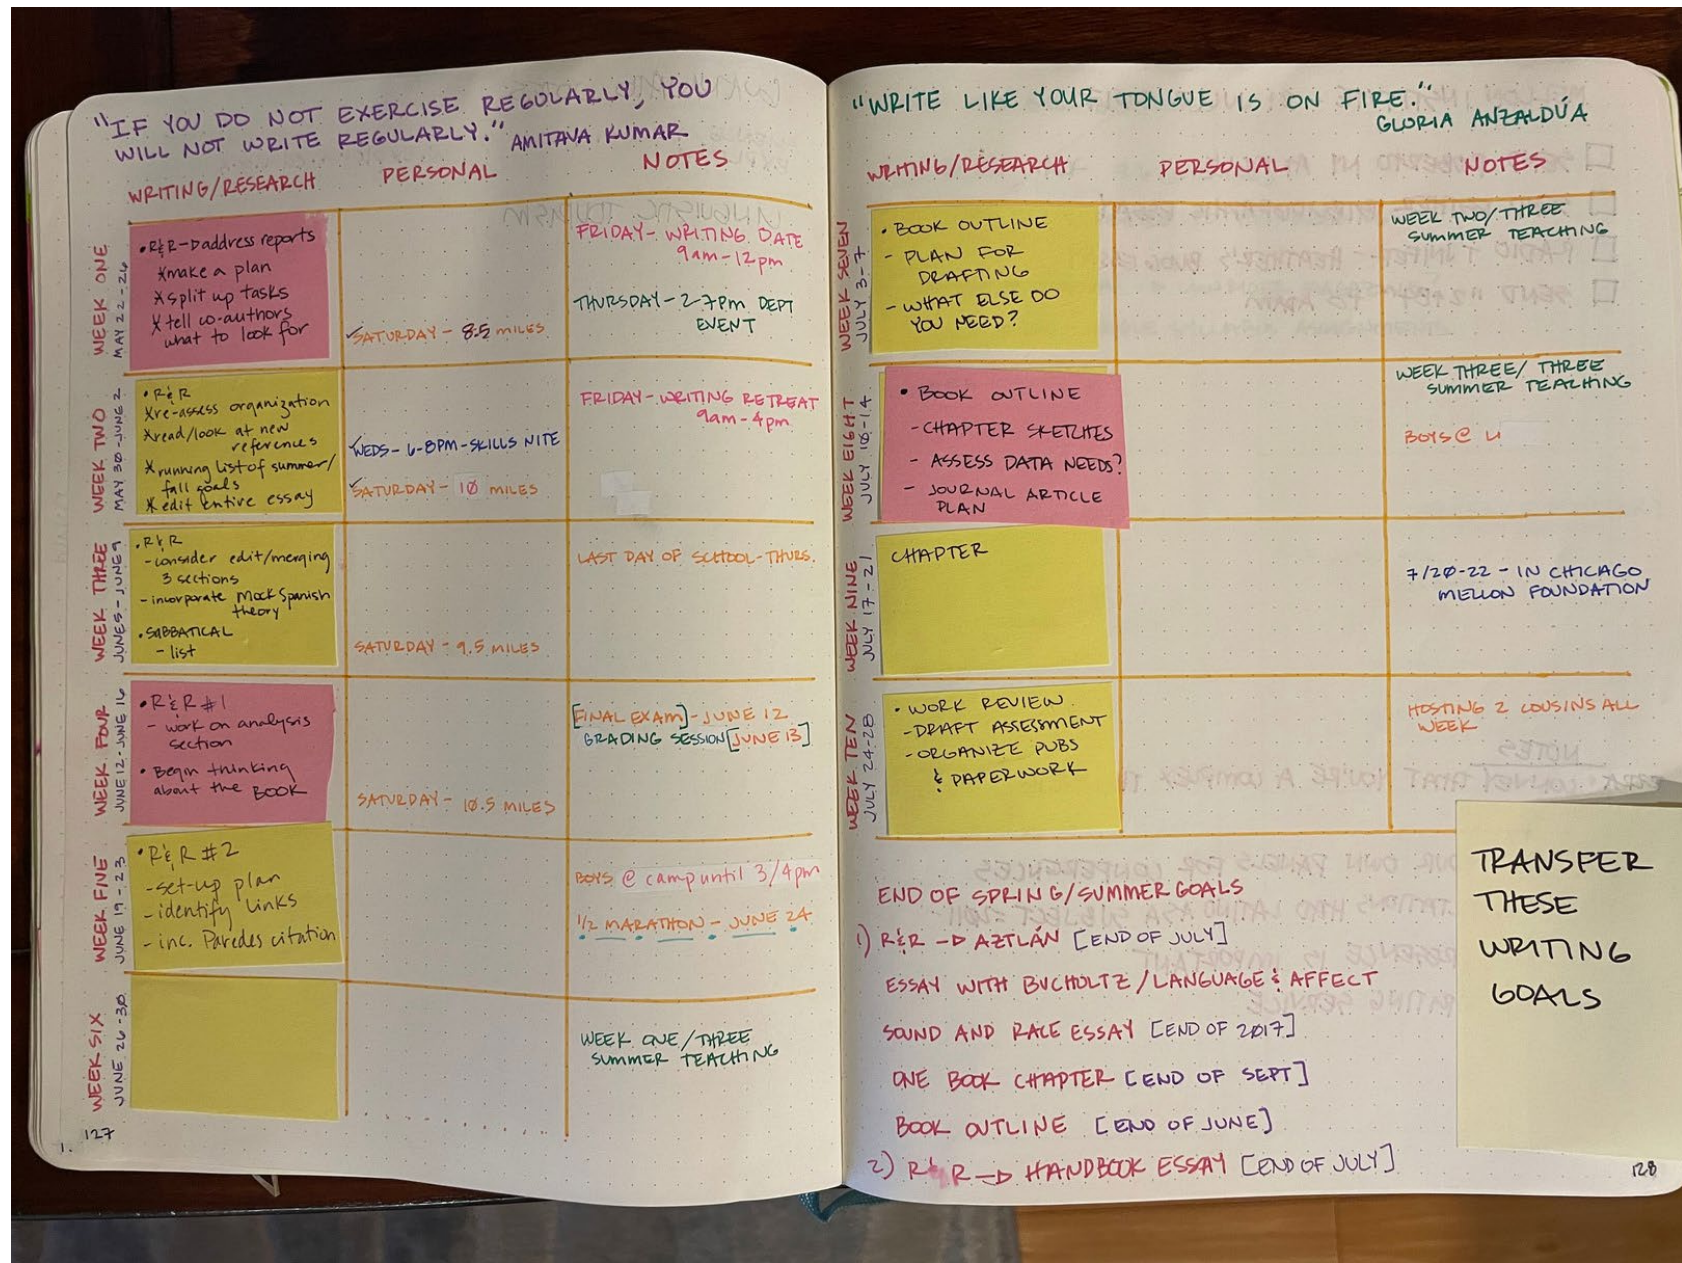 "IF YOU DO NOT EXERCISE REGULARLY, YOU
WILL NOT WRITE REGULARLY." AMITAVA KUMAR
WRITING/RESEARCH
PERSONAL
NOTES
WEEK ONE
MAY 22-26
• R&R → address reports
x make a plan
x split up tasks
x tell co-authors
what to look for
✓SATURDAY - 8.5 MILES
FRIDAY - WRITING DATE
9am - 12pm
THURSDAY - 2-7pm DEPT
EVENT
WEEK TWO
MAY 30 - JUNE 2
• R&R
x re-assess organization
x read/look at new
references
x running list of summer/
fall goals
x edit entire essay
✓WEDS - 6-8PM - SKILLS NITE
✓SATURDAY - 10 MILES
FRIDAY - WRITING RETREAT
9am - 4pm
WEEK THREE
JUNE 5 - JUNE 9
• R&R
- consider edit/merging
3 sections
- incorporate Mock Spanish
theory
• SABBATICAL
- list
SATURDAY - 9.5 MILES
LAST DAY OF SCHOOL - THURS.
WEEK FOUR
JUNE 12 - JUNE 16
• R&R #1
- work on analysis
section
• Begin thinking
about the BOOK
SATURDAY - 10.5 MILES
[FINAL EXAM] - JUNE 12
GRADING SESSION [JUNE 13]
WEEK FIVE
JUNE 19 - 23
• R&R #2
- set-up plan
- identify links
- inc. Paredes citation
BOYS @ camp until 3/4pm
1/2 MARATHON - JUNE 24
WEEK SIX
JUNE 26 - 30
WEEK ONE/THREE
SUMMER TEACHING
127
"WRITE LIKE YOUR TONGUE IS ON FIRE."
GLORIA ANZALDÚA
WRITING/RESEARCH
PERSONAL
NOTES
WEEK SEVEN
JULY 3 - 7
• BOOK OUTLINE
- PLAN FOR
DRAFTING
- WHAT ELSE DO
YOU NEED?
WEEK TWO/THREE
SUMMER TEACHING
WEEK EIGHT
JULY 10 - 14
• BOOK OUTLINE
- CHAPTER SKETCHES
- ASSESS DATA NEEDS?
- JOURNAL ARTICLE
PLAN
WEEK THREE/THREE
SUMMER TEACHING
BOYS @
WEEK NINE
JULY 17 - 21
CHAPTER
7/20-22 - IN CHICAGO
MELLON FOUNDATION
WEEK TEN
JULY 24-28
• WORK REVIEW
- DRAFT ASSESSMENT
- ORGANIZE PUBS
& PAPERWORK
HOSTING 2 COUSINS ALL
WEEK
END OF SPRING/SUMMER GOALS
1) R&R → AZTLÁN [END OF JULY]
ESSAY WITH BUCHOLTZ/LANGUAGE & AFFECT
SOUND AND RACE ESSAY [END OF 2017]
ONE BOOK CHAPTER [END OF SEPT]
BOOK OUTLINE [END OF JUNE]
2) R&R → HANDBOOK ESSAY [END OF JULY]
TRANSFER
THESE
WRITING
GOALS
128